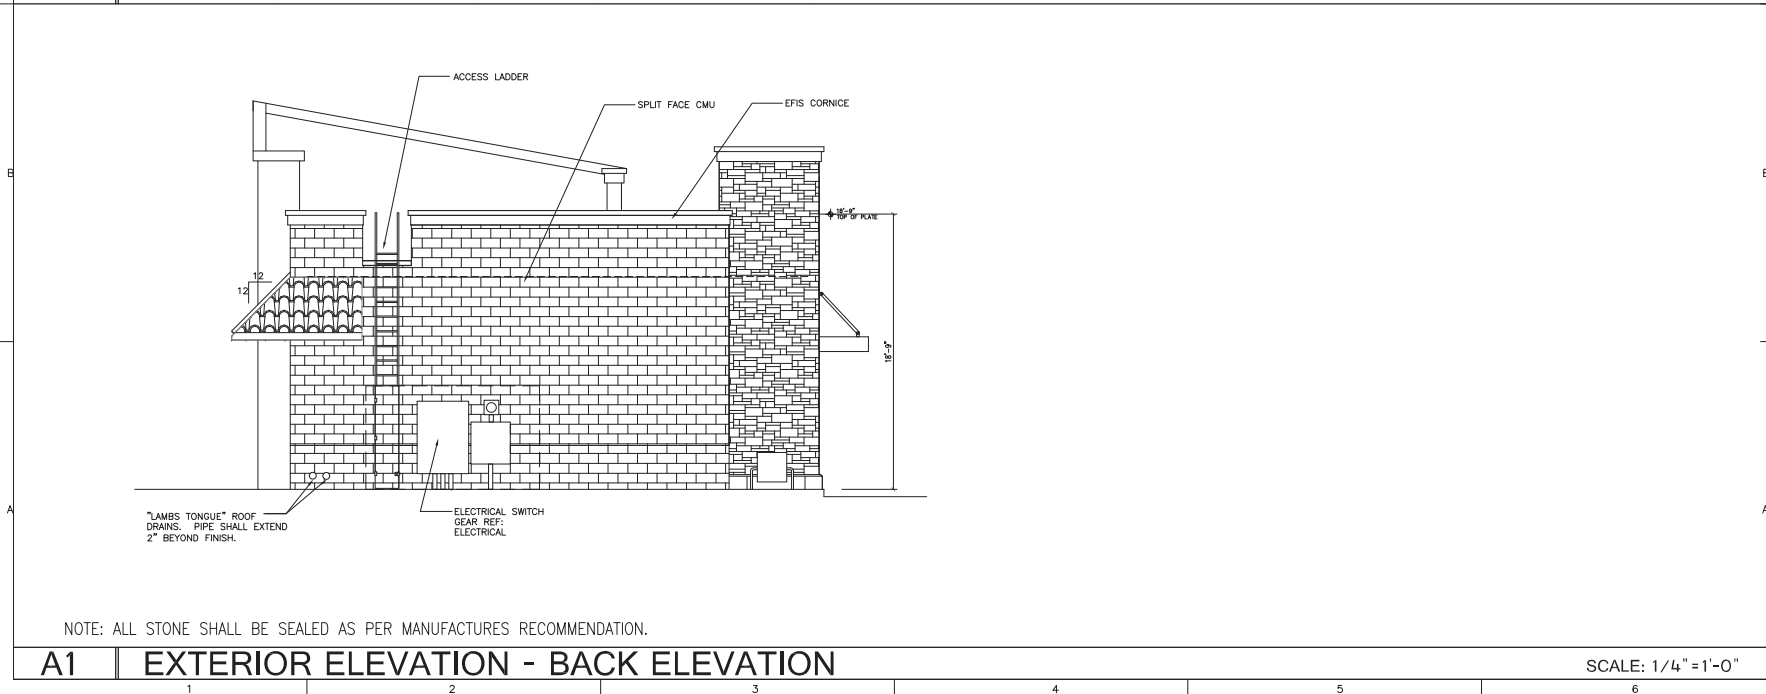 ACCESS LADDER
SPLIT FACE CMU
EFIS CORNICE
B
18'-9"
TOP OF PLATE
12
12
18'-9"
A
A
"LAMBS TONGUE" ROOF
DRAINS. PIPE SHALL EXTEND
2" BEYOND FINISH.
ELECTRICAL SWITCH
GEAR REF:
ELECTRICAL
NOTE: ALL STONE SHALL BE SEALED AS PER MANUFACTURES RECOMMENDATION.
A1 EXTERIOR ELEVATION - BACK ELEVATION
SCALE: 1/4"=1'-0"
1 2 3 4 5 6